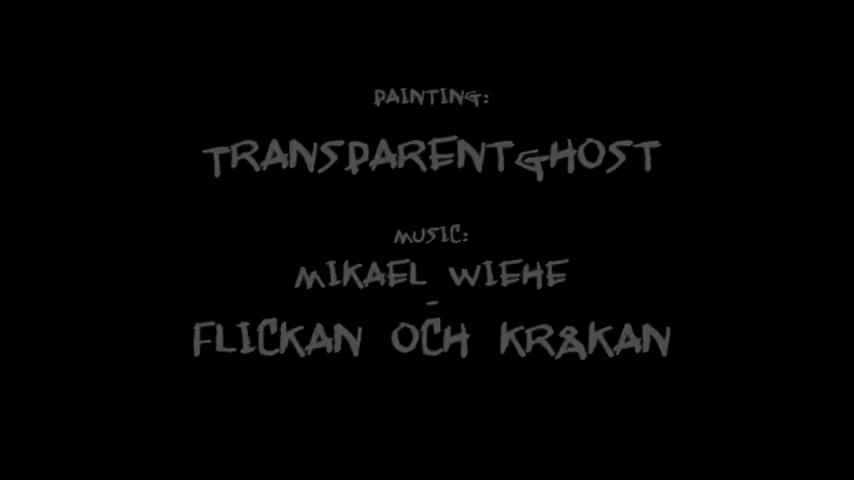 PAINTING:
TRANSPARENTGHOST
MUSIC:
MIKAEL WIEHE
-
FLICKAN OCH KRÅKAN